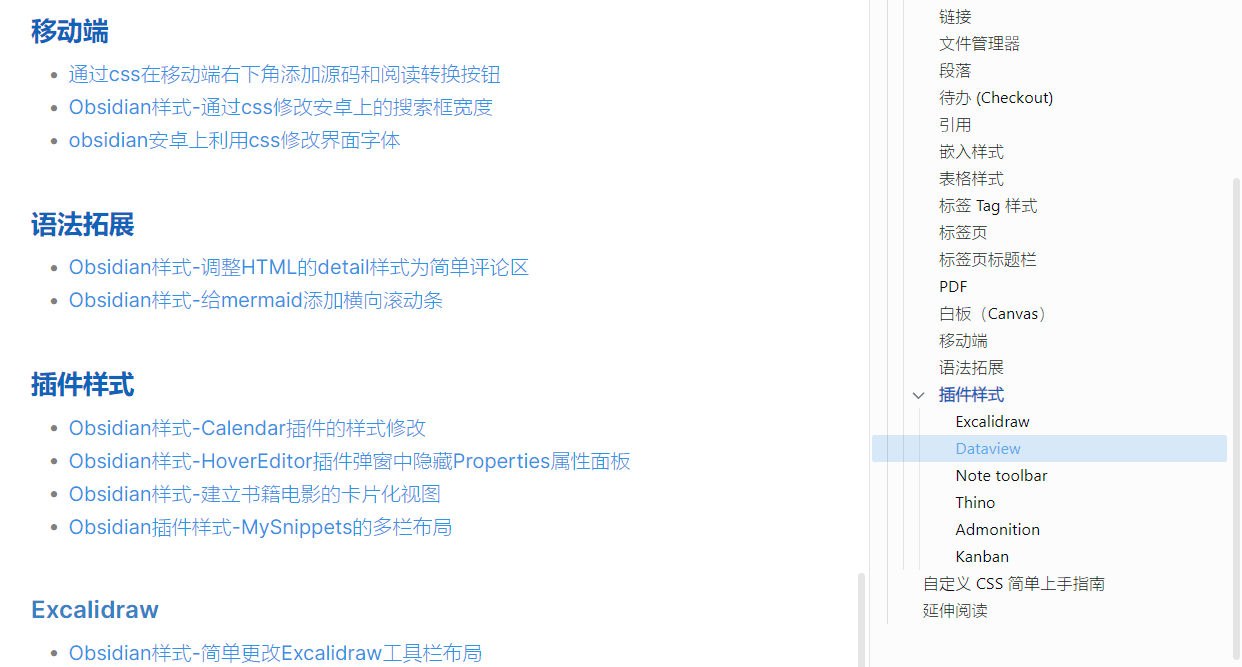 移动端
通过css在移动端右下角添加源码和阅读转换按钮
Obsidian样式-通过css修改安卓上的搜索框宽度
obsidian安卓上利用css修改界面字体
语法拓展
Obsidian样式-调整HTML的detail样式为简单评论区
Obsidian样式-给mermaid添加横向滚动条
插件样式
Obsidian样式-Calendar插件的样式修改
Obsidian样式-HoverEditor插件弹窗中隐藏Properties属性面板
Obsidian样式-建立书籍电影的卡片化视图
Obsidian插件样式-MySnippets的多栏布局
Excalidraw
Obsidian样式-简单更改Excalidraw工具栏布局
链接
文件管理器
段落
待办 (Checkout)
引用
嵌入样式
表格样式
标签 Tag 样式
标签页
标签页标题栏
PDF
白板（Canvas）
移动端
语法拓展
插件样式
Excalidraw
Dataview
Note toolbar
Thino
Admonition
Kanban
自定义 CSS 简单上手指南
延伸阅读